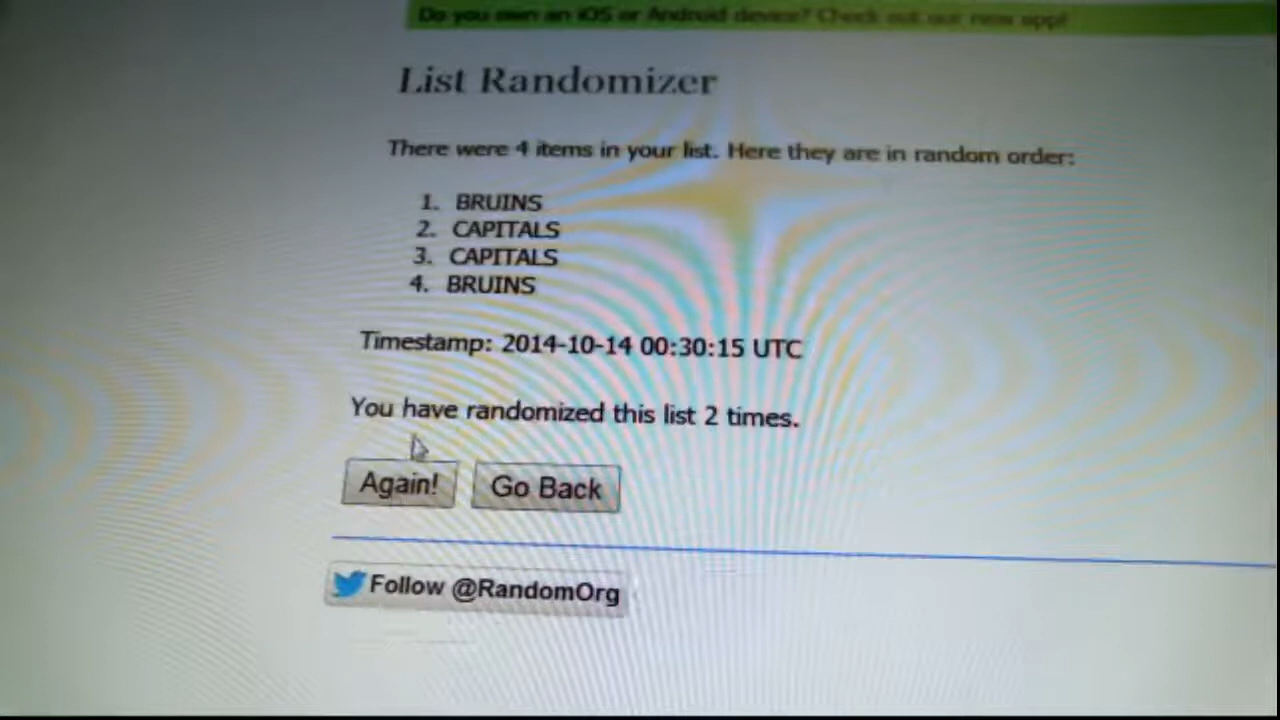 Do you own an iOS or Android device? Check out our new app!
List Randomizer
There were 4 items in your list. Here they are in random order:
1. BRUINS
2. CAPITALS
3. CAPITALS
4. BRUINS
Timestamp: 2014-10-14 00:30:15 UTC
You have randomized this list 2 times.
Again! Go Back
Follow @RandomOrg